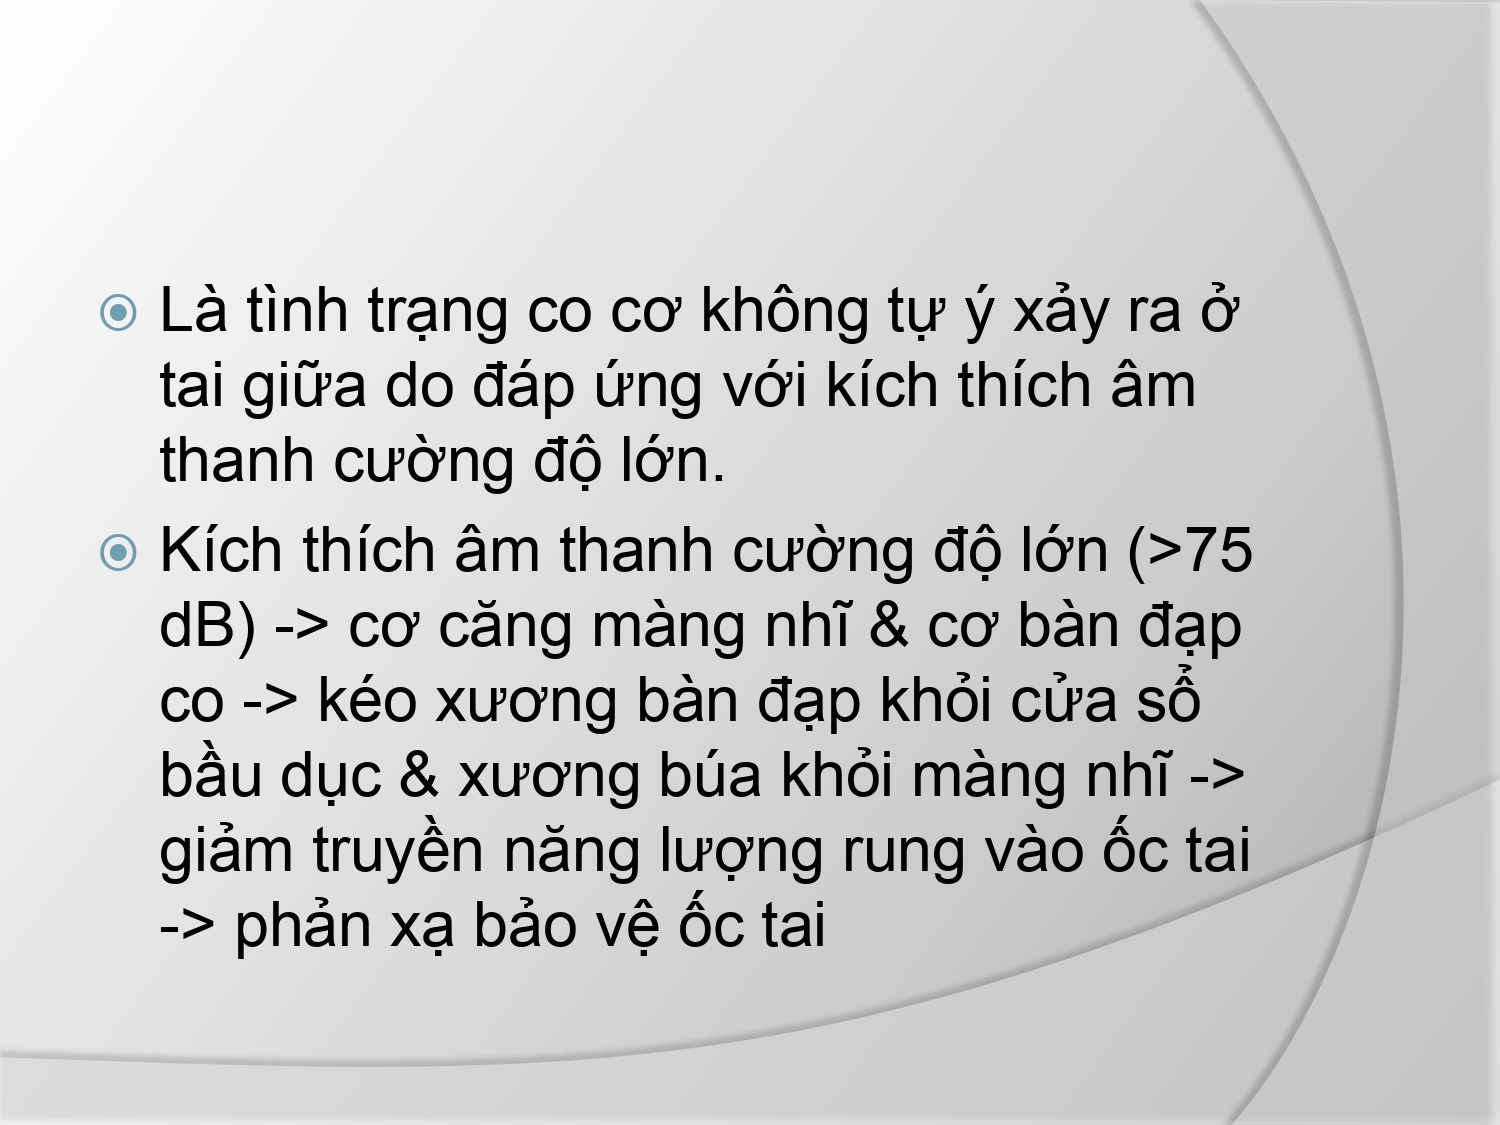 Là tình trạng co cơ không tự ý xảy ra ở
tai giữa do đáp ứng với kích thích âm
thanh cường độ lớn.
Kích thích âm thanh cường độ lớn (>75
dB) -> cơ căng màng nhĩ & cơ bàn đạp
co -> kéo xương bàn đạp khỏi cửa sổ
bầu dục & xương búa khỏi màng nhĩ ->
giảm truyền năng lượng rung vào ốc tai
-> phản xạ bảo vệ ốc tai